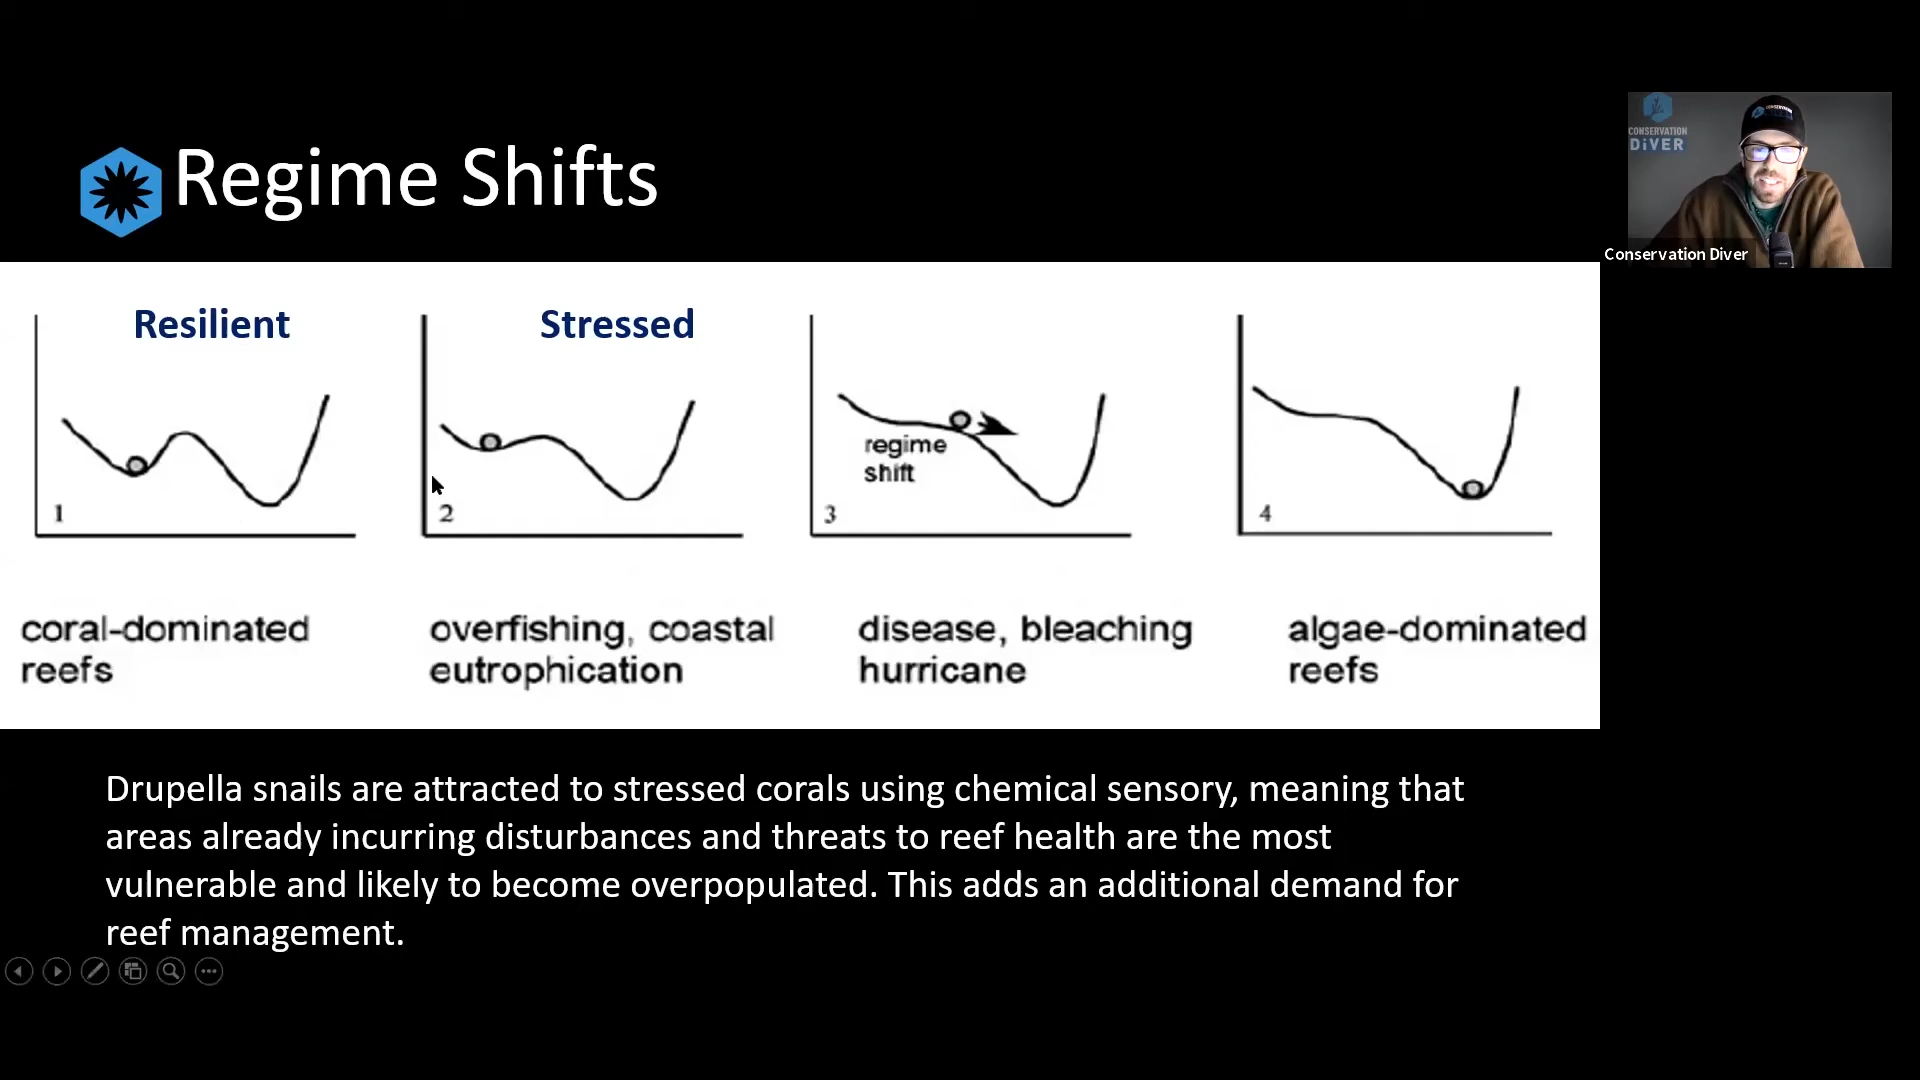 Regime Shifts
CONSERVATION
DiVER
Conservation Diver
Resilient
Stressed
regime
shift
1
2
3
4
coral-dominated
reefs
overfishing, coastal
eutrophication
disease, bleaching
hurricane
algae-dominated
reefs
Drupella snails are attracted to stressed corals using chemical sensory, meaning that
areas already incurring disturbances and threats to reef health are the most
vulnerable and likely to become overpopulated. This adds an additional demand for
reef management.